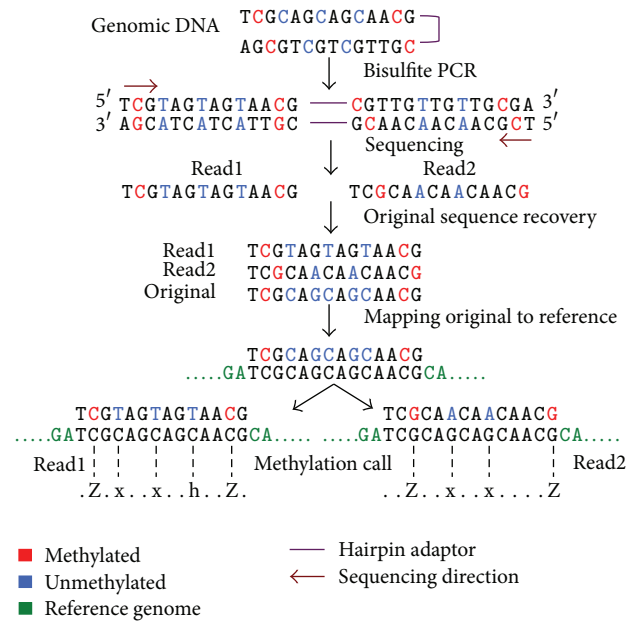 Genomic DNA
TCGCAGCAGCAACG
AGCGTCGTCGTTGC
Bisulfite PCR
5′ TCGTAGTAGTAACG CGTTGTTGTTGCGA 3′
3′ AGCATCATCATTGC GCAACAACAACGCT 5′
Sequencing
Read1 Read2
TCGTAGTAGTAACG TCGCAACAACAACG
Original sequence recovery
Read1 TCGTAGTAGTAACG
Read2 TCGCAACAACAACG
Original TCGCAGCAGCAACG
Mapping original to reference
TCGCAGCAGCAACG
.....GATCGCAGCAGCAACGCA.....
TCGTAGTAGTAACG TCGCAACAACAACG
.....GATCGCAGCAGCAACGCA..... .....GATCGCAGCAGCAACGCA.....
Read1 Methylation call Read2
.Z.x..x..h..Z. ..Z..x..x....Z
Methylated
Unmethylated
Reference genome
Hairpin adaptor
Sequencing direction